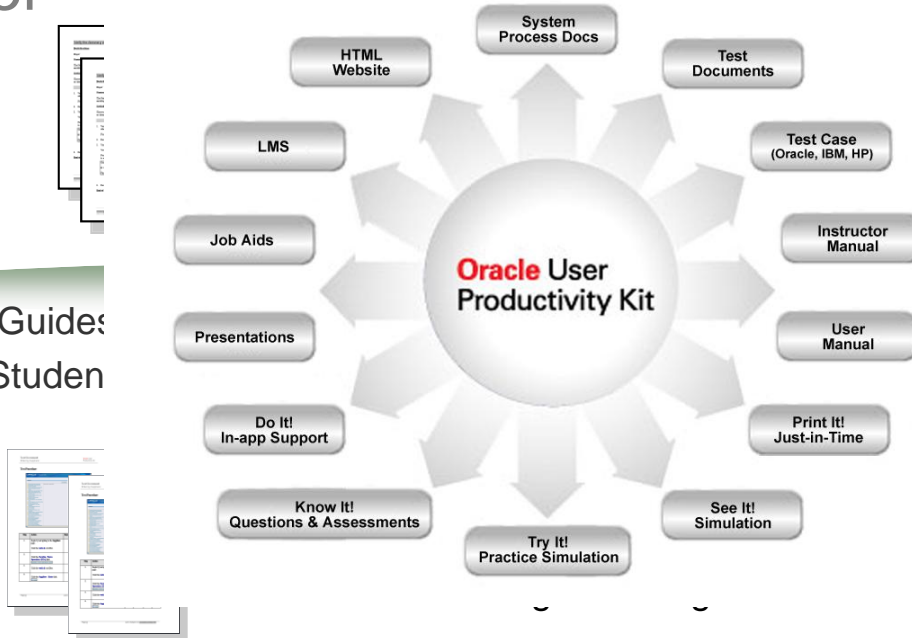 System
Process Docs
HTML
Website
Test
Documents
LMS
Test Case
(Oracle, IBM, HP)
Job Aids
Instructor
Manual
Oracle User
Productivity Kit
Presentations
User
Manual
Guides
Studen
Do It!
In-app Support
Print It!
Just-in-Time
Know It!
Questions & Assessments
See It!
Simulation
Try It!
Practice Simulation